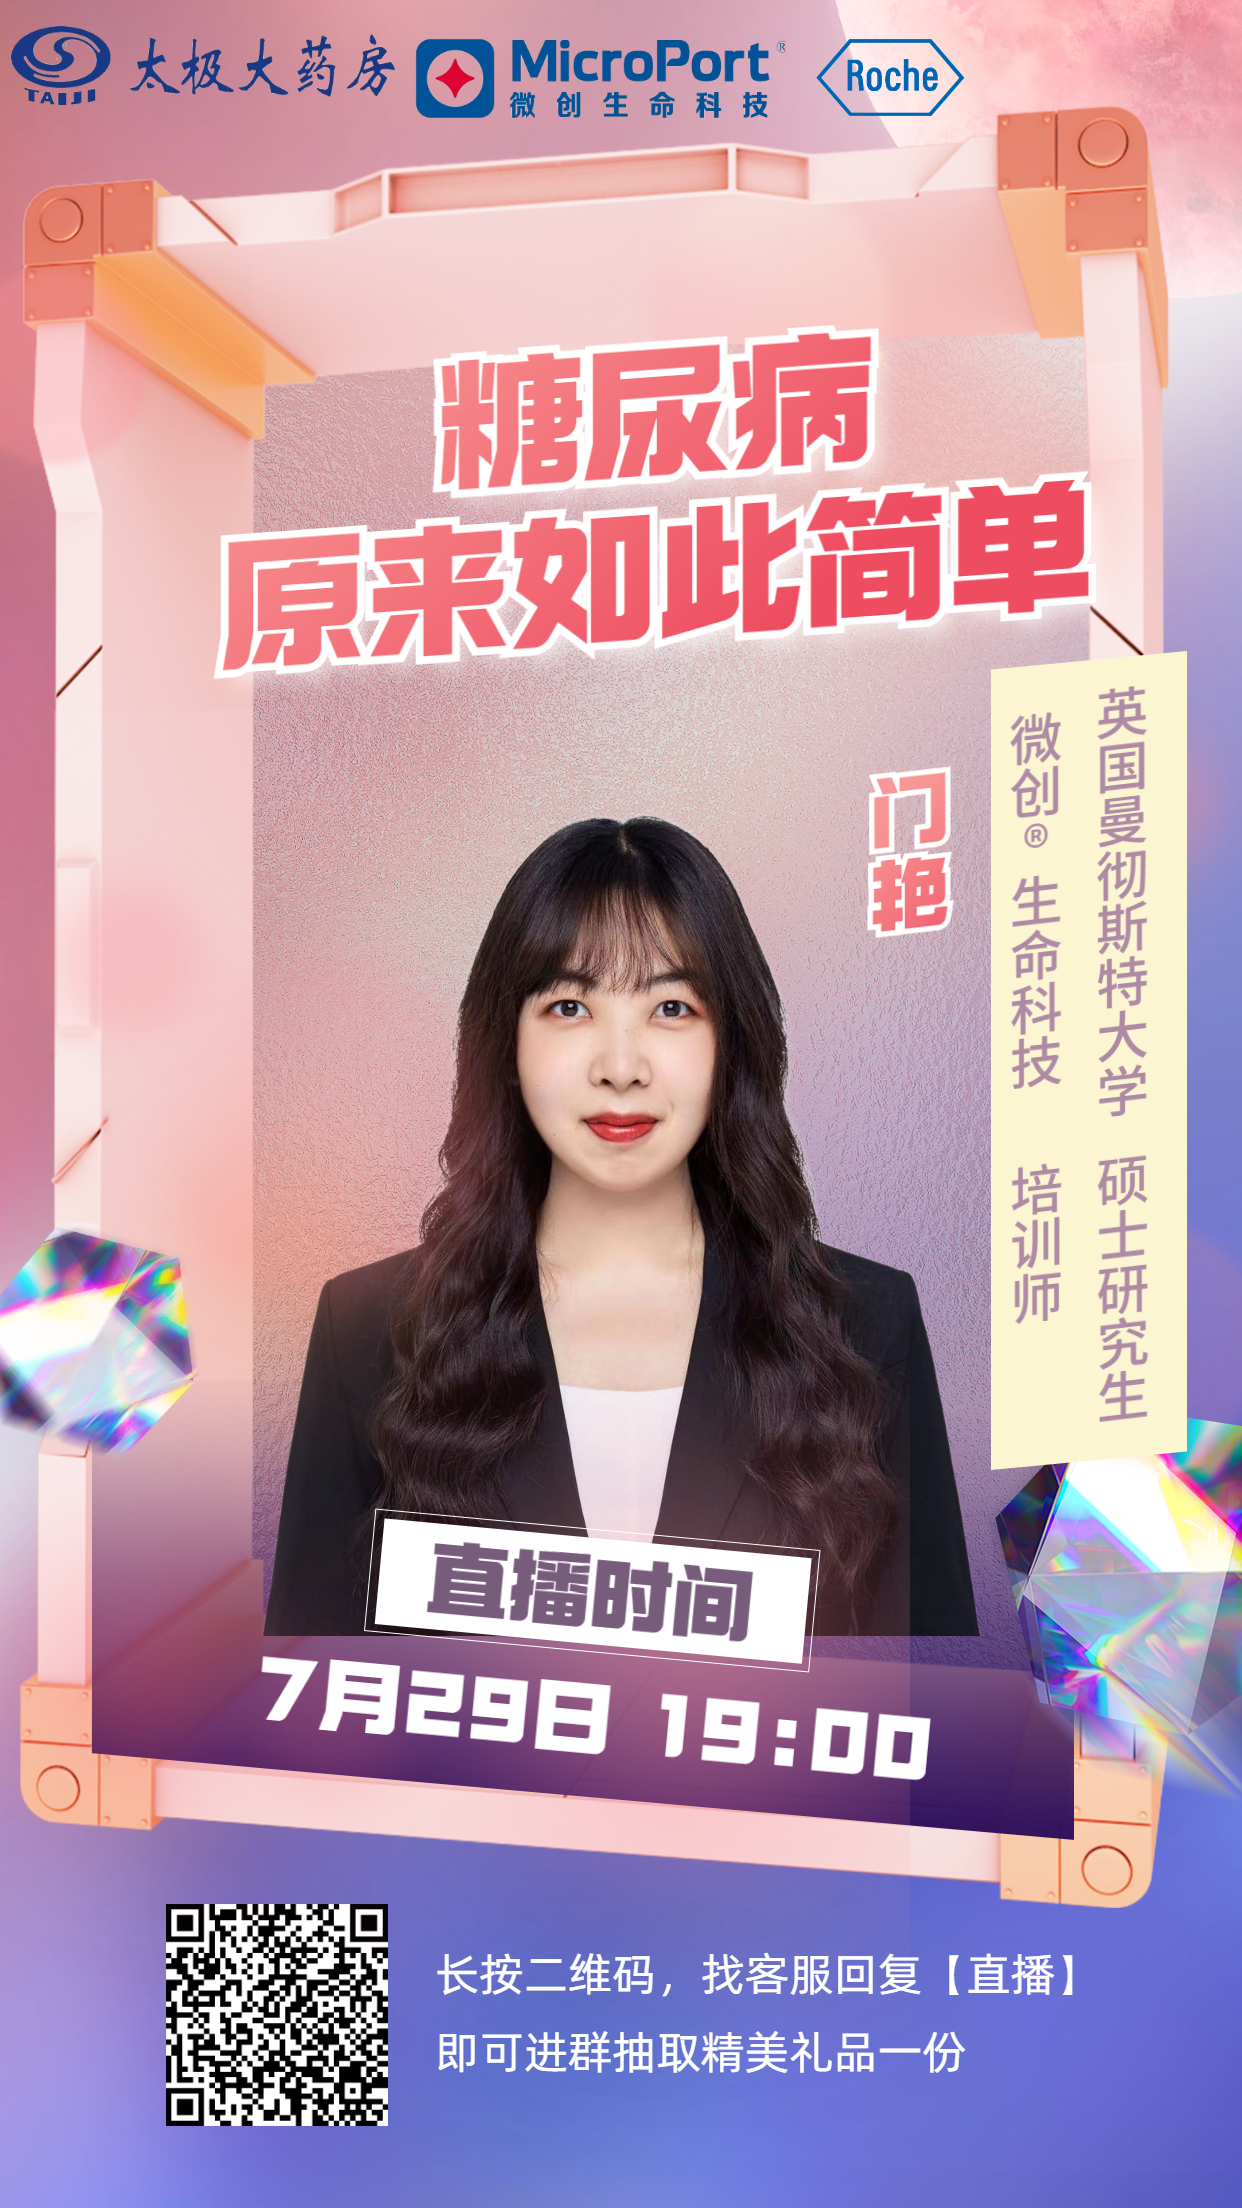 TAIJI
太极大药房
MicroPort®
微创生命科技
Roche
糖尿病
原来如此简单
门艳
英国曼彻斯特大学 硕士研究生
微创® 生命科技 培训师
直播时间
7月29日 19:00
长按二维码，找客服回复【直播】
即可进群抽取精美礼品一份